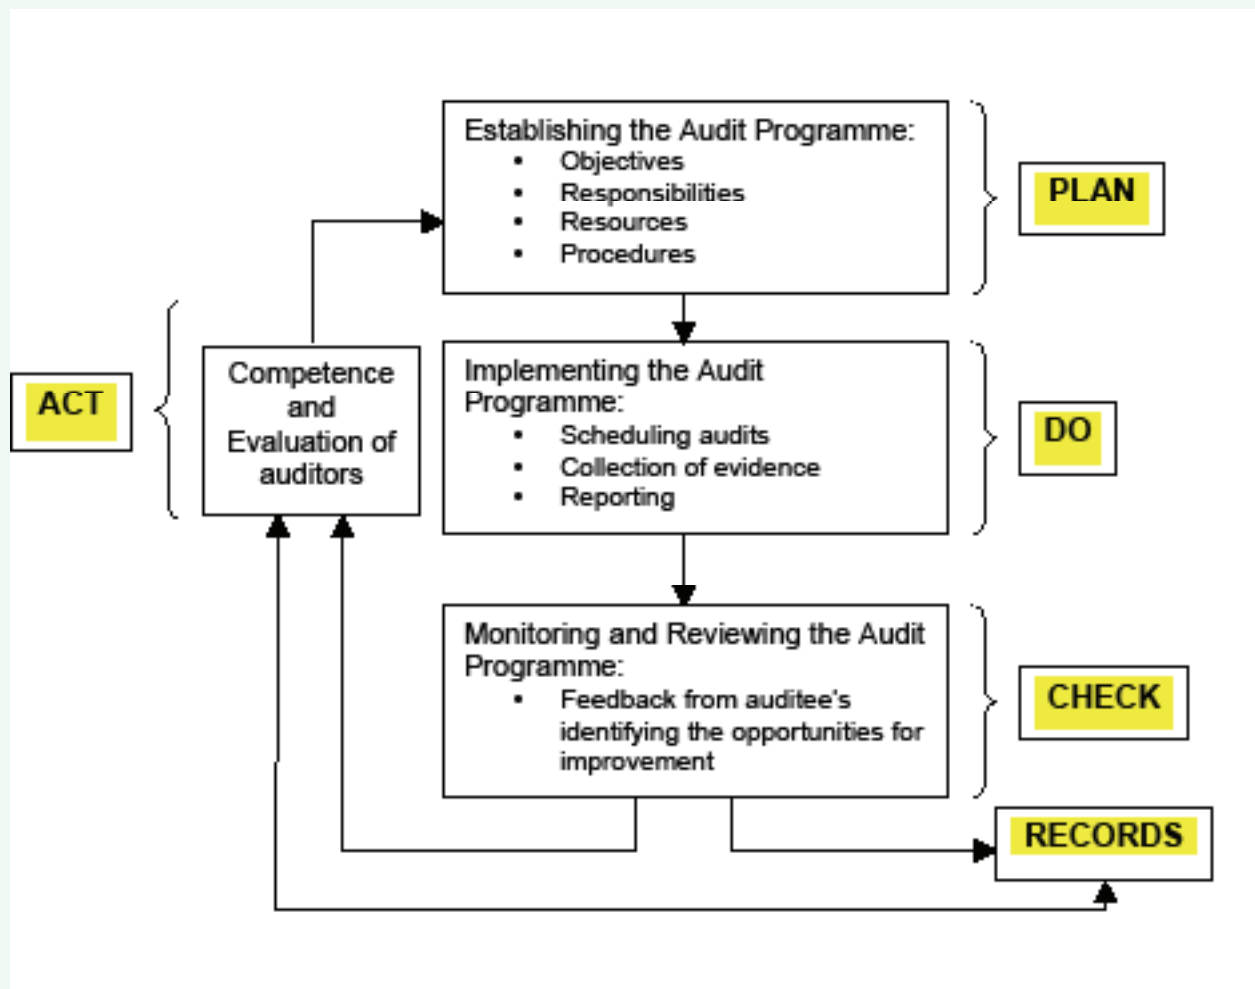 Establishing the Audit Programme:
• Objectives
• Responsibilities
• Resources
• Procedures
PLAN
ACT
Competence
and
Evaluation of
auditors
Implementing the Audit
Programme:
• Scheduling audits
• Collection of evidence
• Reporting
DO
Monitoring and Reviewing the Audit
Programme:
• Feedback from auditee's
identifying the opportunities for
improvement
CHECK
RECORDS